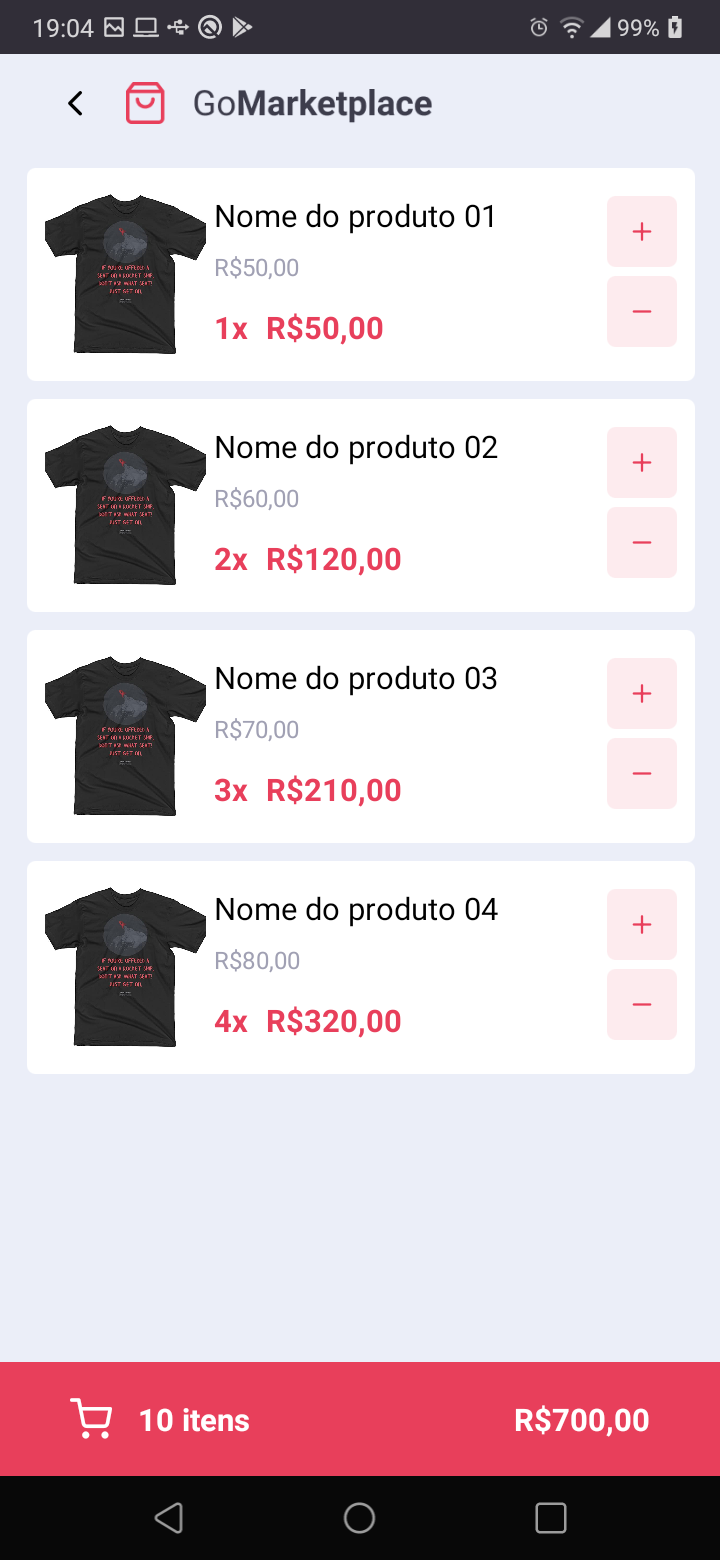 19:04 99%
GoMarketplace
Nome do produto 01
R$50,00
1x R$50,00
+
−
Nome do produto 02
R$60,00
2x R$120,00
+
−
Nome do produto 03
R$70,00
3x R$210,00
+
−
Nome do produto 04
R$80,00
4x R$320,00
+
−
10 itens R$700,00